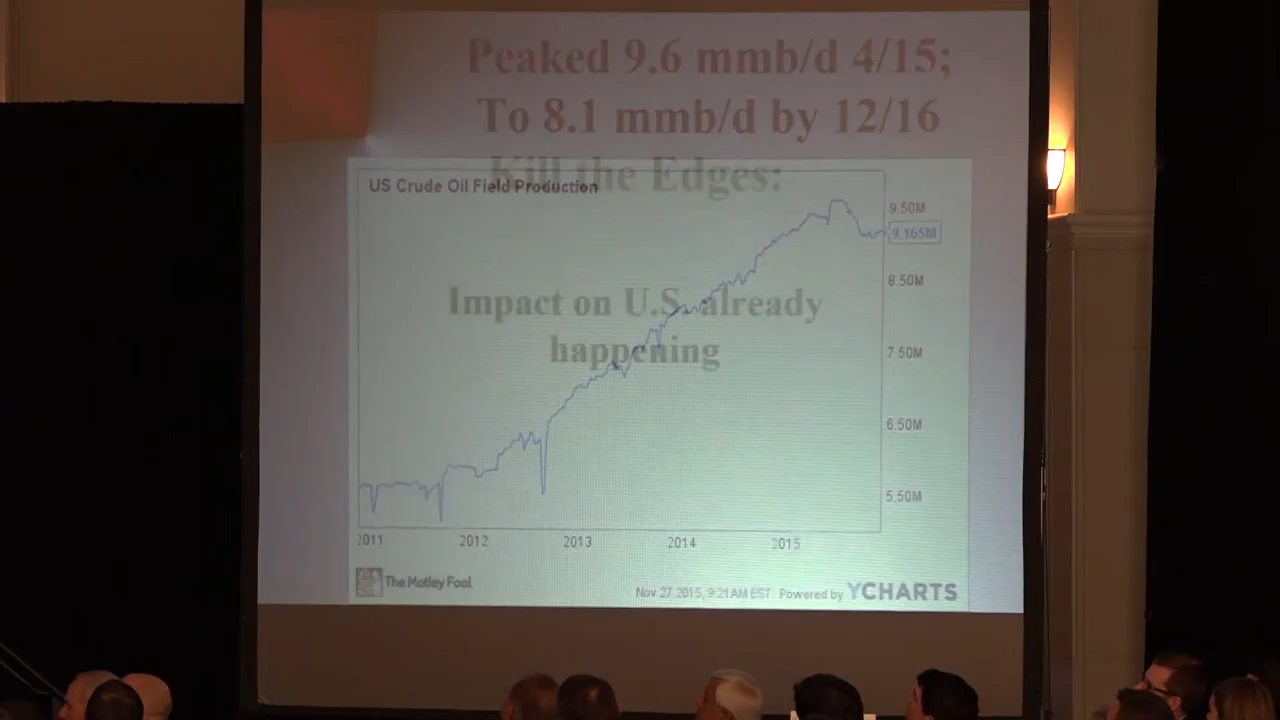 Peaked 9.6 mmb/d 4/15;
To 8.1 mmb/d by 12/16
Kill the Edges:
US Crude Oil Field Production
9.50M
9.165M
Impact on U.S. already
happening
8.50M
7.50M
6.50M
5.50M
2011 2012 2013 2014 2015
The Motley Fool
Nov 27 2015, 9:21AM EST. Powered by YCHARTS